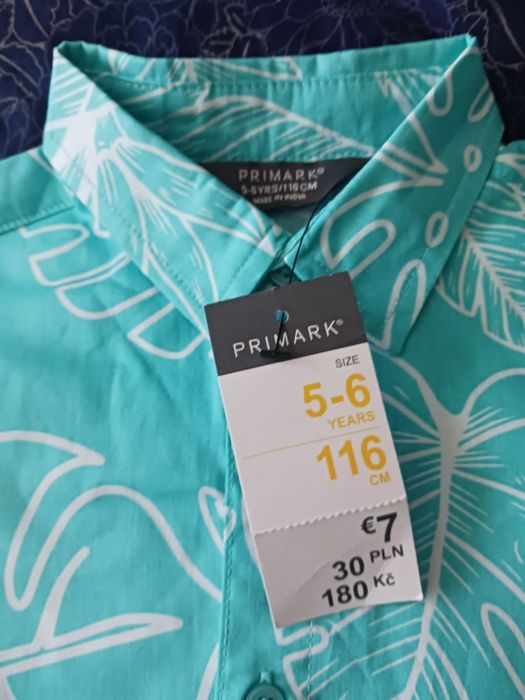 PRIMARK®
5-6YRS/116CM
MADE IN INDIA
PRIMARK®
SIZE
5-6
YEARS
116
CM
€7
30 PLN
180 Kč